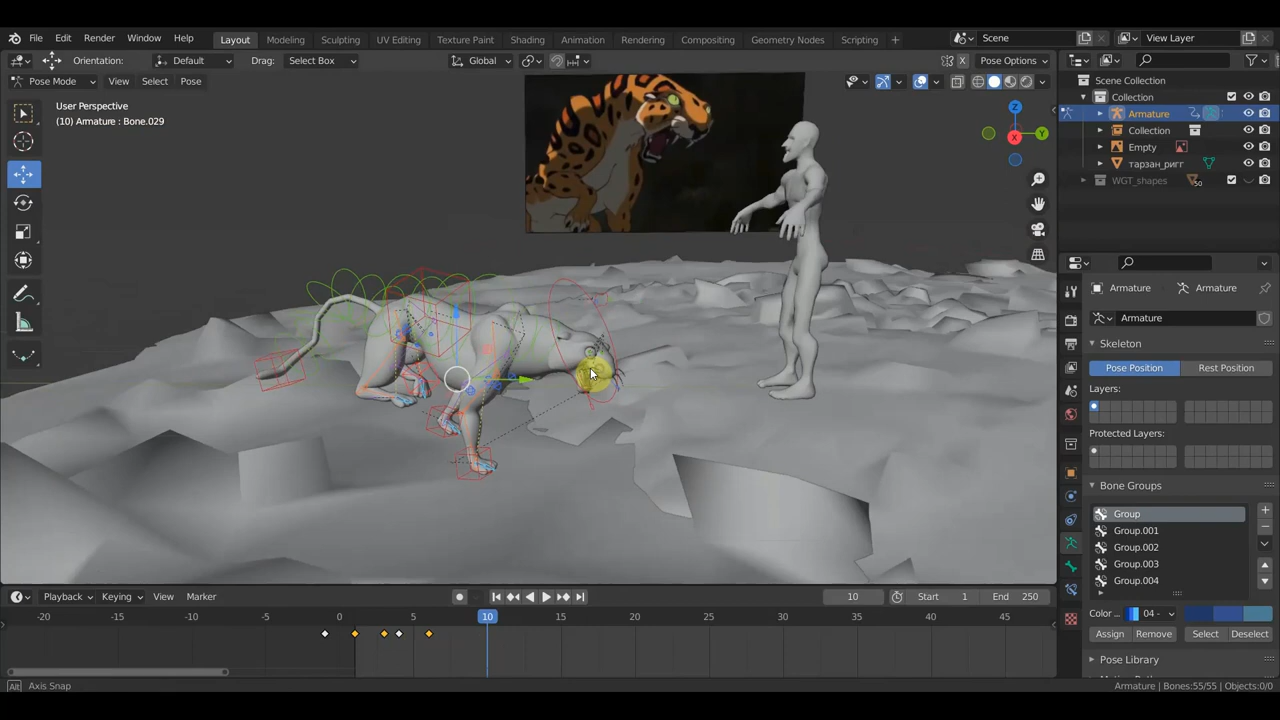 File Edit Render Window Help Layout Modeling Sculpting UV Editing Texture Paint Shading Animation Rendering Compositing Geometry Nodes Scripting + Scene View Layer
Orientation: Default Drag: Select Box Global X Pose Options
Pose Mode View Select Pose
User Perspective
(10) Armature : Bone.029
Z
Y
X
Scene Collection
Collection
Armature
Collection
Empty
тарзан_ригг
WGT_shapes 50
Armature Armature
Armature
Skeleton
Pose Position Rest Position
Layers:
Protected Layers:
Bone Groups
Group
Group.001
Group.002
Group.003
Group.004
Color ... 04 -
Assign Remove Select Deselect
Pose Library
Playback Keying View Marker 10 Start 1 End 250
-20 -15 -10 -5 0 5 10 15 20 25 30 35 40 45
Alt Axis Snap
Armature | Bones:55/55 | Objects:0/0